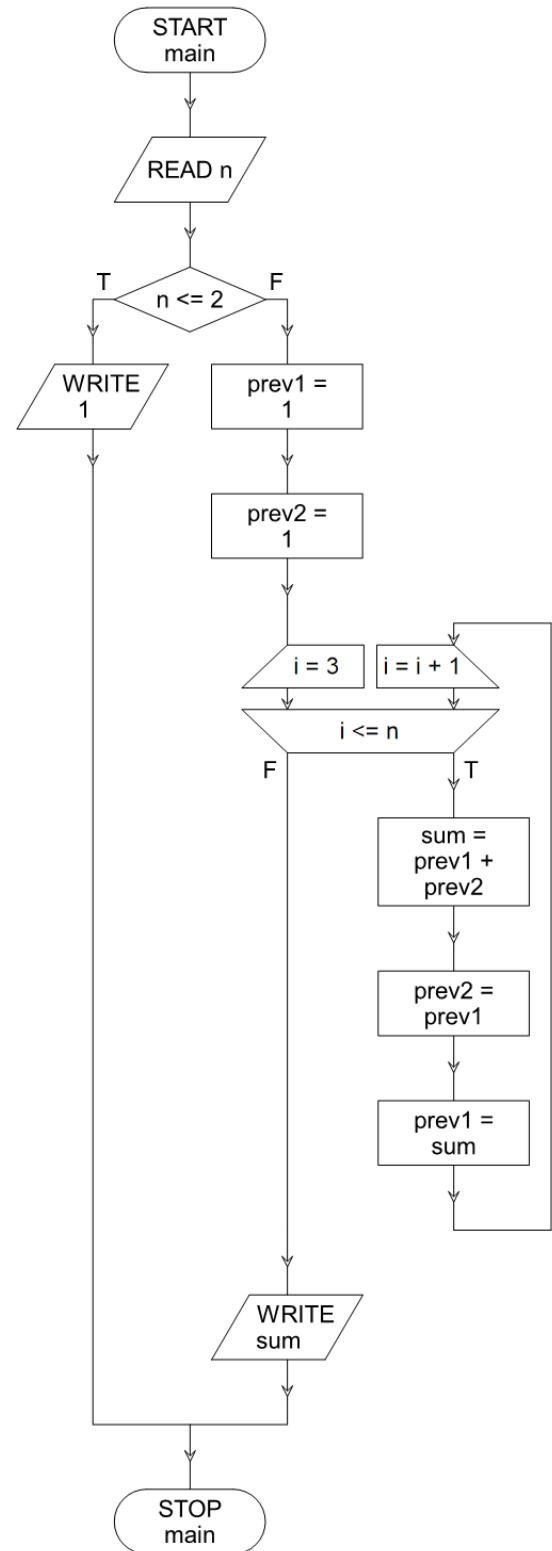 START
main
READ n
T
F
n <= 2
WRITE
1
prev1 =
1
prev2 =
1
i = 3
i = i + 1
i <= n
F
T
sum =
prev1 +
prev2
prev2 =
prev1
prev1 =
sum
WRITE
sum
STOP
main